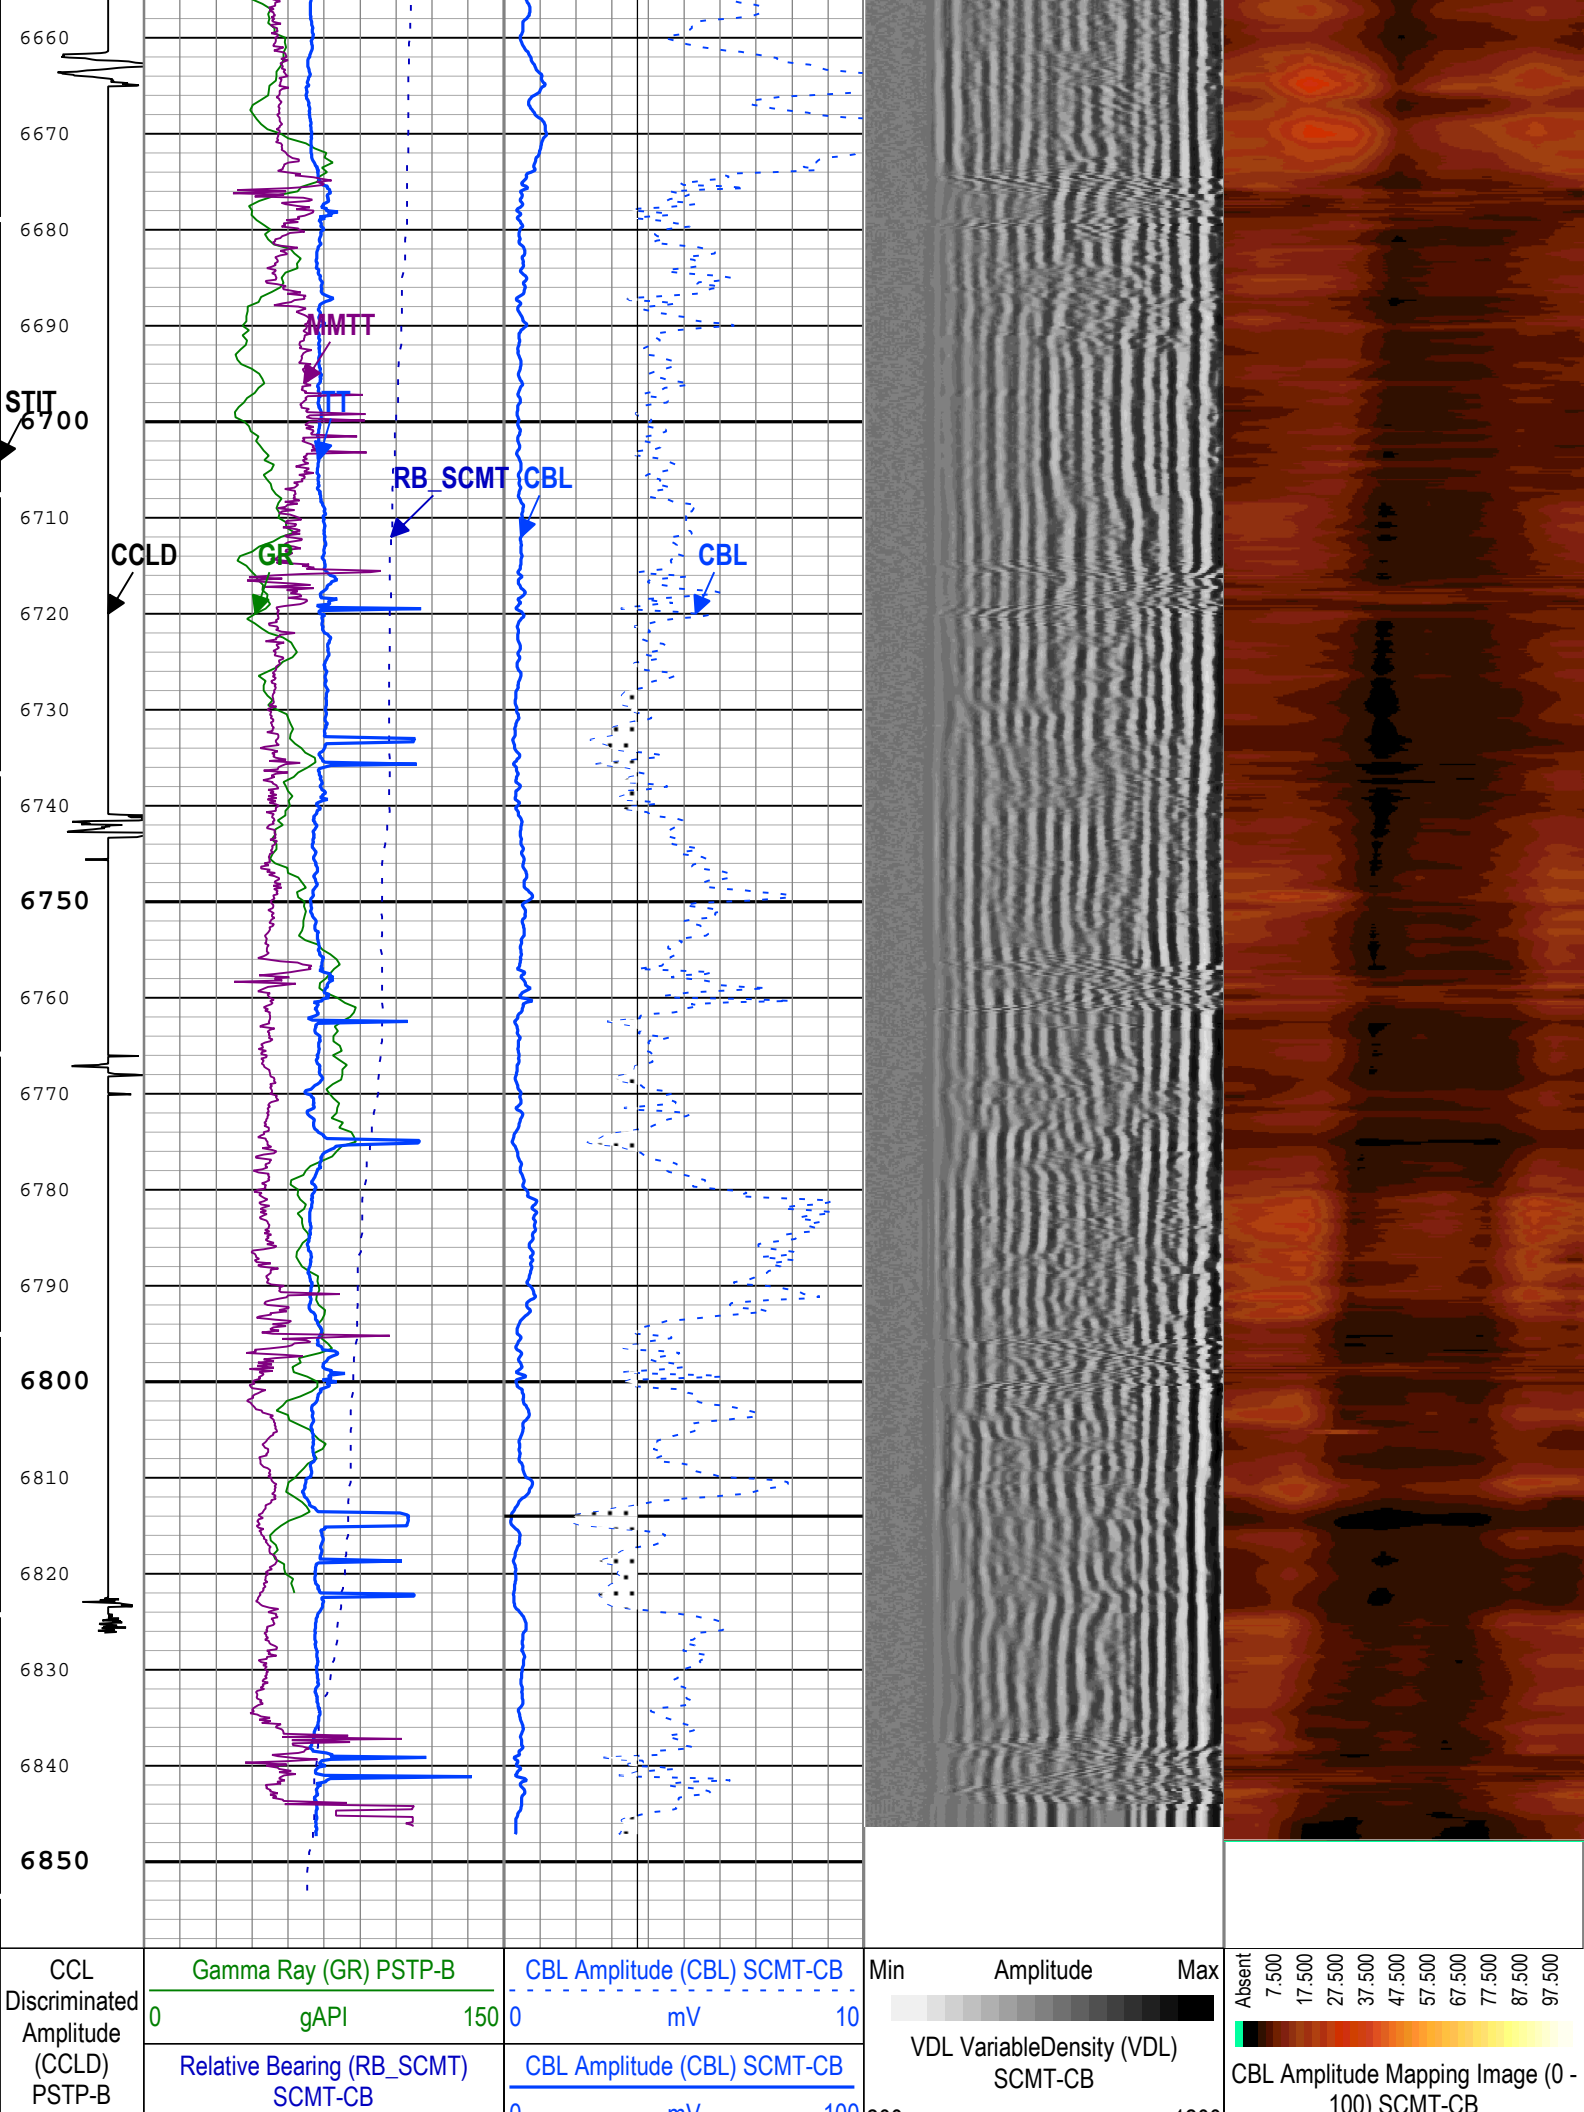 6660
6670
6680
6690
MMTT
STIT
TT
6700
RB_SCMT
CBL
6710
CCLD
GR
CBL
6720
6730
6740
6750
6760
6770
6780
6790
6800
6810
6820
6830
6840
6850
CCL
Discriminated
Amplitude
(CCLD)
PSTP-B
Gamma Ray (GR) PSTP-B
0 gAPI 150
Relative Bearing (RB_SCMT)
SCMT-CB
CBL Amplitude (CBL) SCMT-CB
0 mV 10
CBL Amplitude (CBL) SCMT-CB
0 mV 100
Min Amplitude Max
VDL VariableDensity (VDL)
SCMT-CB
Absent
7.500
17.500
27.500
37.500
47.500
57.500
67.500
77.500
87.500
97.500
CBL Amplitude Mapping Image (0 -
100) SCMT-CB